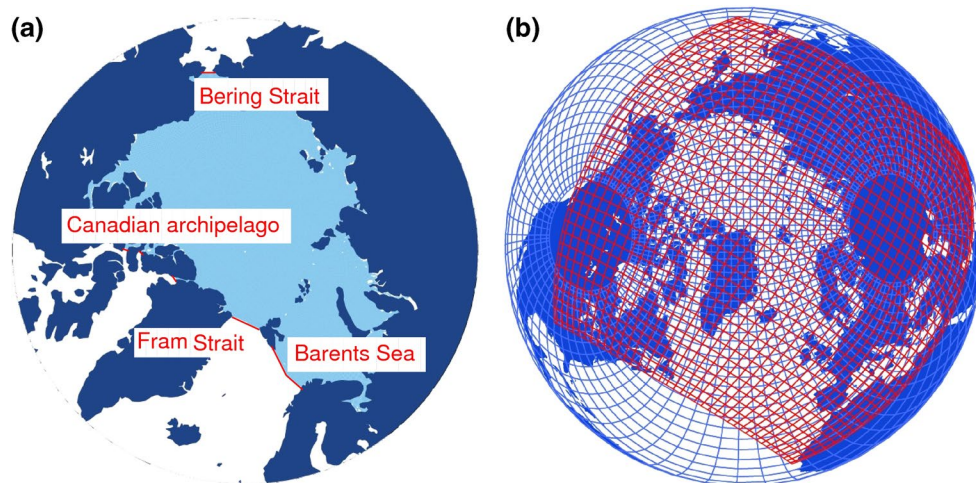 (a)
(b)
Bering Strait
Canadian archipelago
Fram Strait
Barents Sea